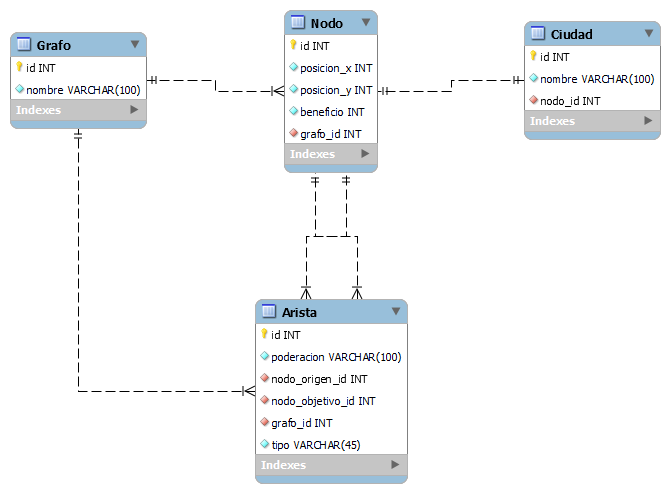 Grafo
id INT
nombre VARCHAR(100)
Indexes
Nodo
id INT
posicion_x INT
posicion_y INT
beneficio INT
grafo_id INT
Indexes
Ciudad
id INT
nombre VARCHAR(100)
nodo_id INT
Indexes
Arista
id INT
poderacion VARCHAR(100)
nodo_origen_id INT
nodo_objetivo_id INT
grafo_id INT
tipo VARCHAR(45)
Indexes